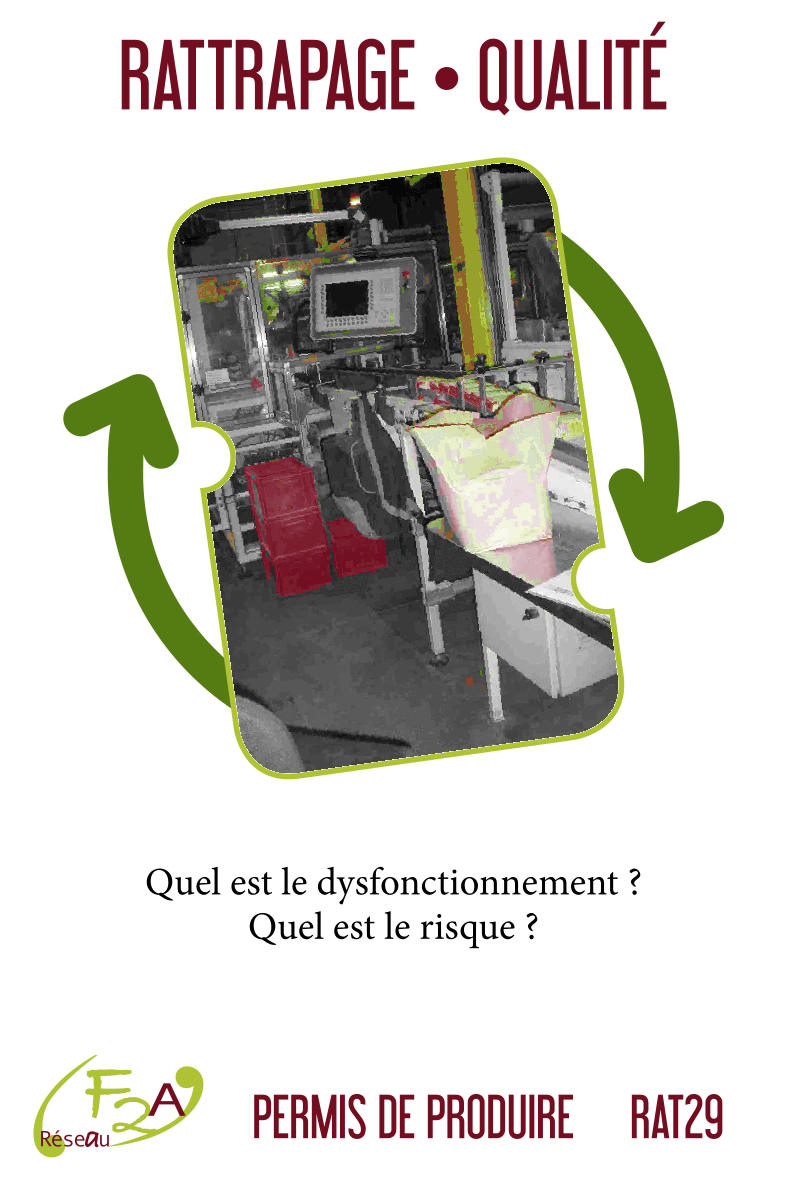 RATTRAPAGE • QUALITÉ
Quel est le dysfonctionnement ?
Quel est le risque ?
F2A
Réseau
PERMIS DE PRODUIRE
RAT29